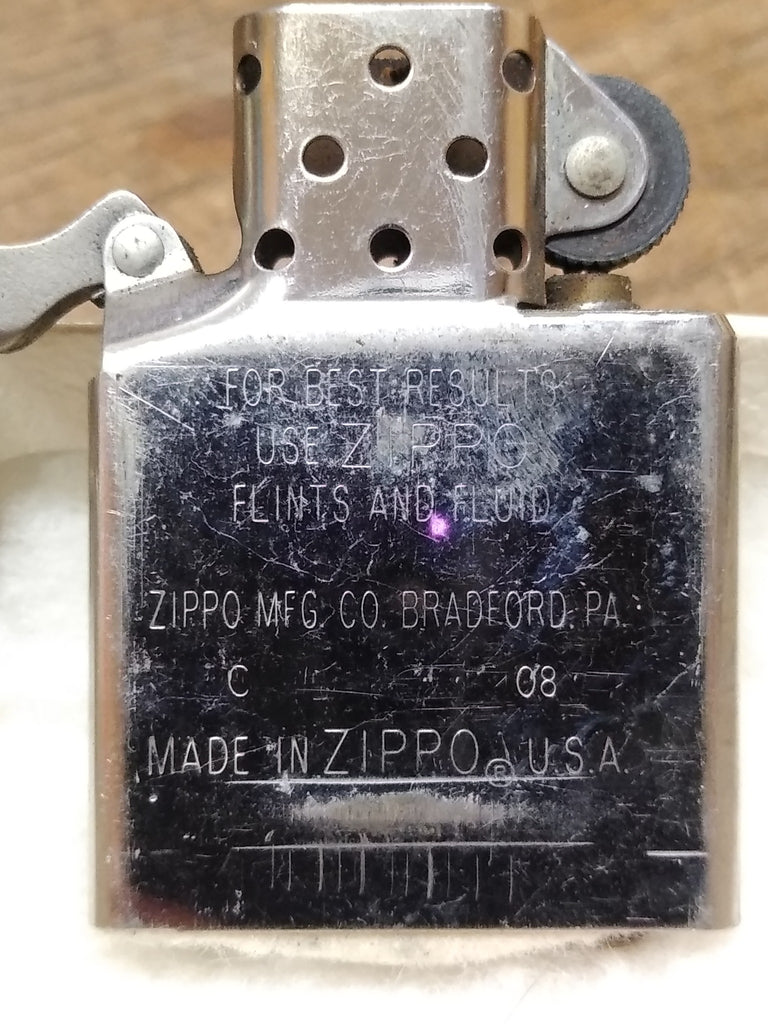 FOR BEST RESULTS
USE ZIPPO
FLINTS AND FLUID
ZIPPO MFG. CO. BRADFORD. PA.
C 08
MADE IN ZIPPO® U.S.A.